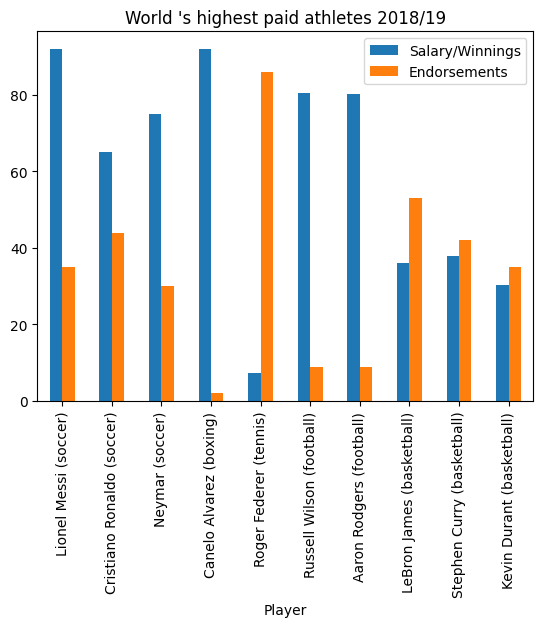 World 's highest paid athletes 2018/19
Salary/Winnings
Endorsements
80
60
40
20
0
Lionel Messi (soccer)
Cristiano Ronaldo (soccer)
Neymar (soccer)
Canelo Alvarez (boxing)
Roger Federer (tennis)
Russell Wilson (football)
Aaron Rodgers (football)
LeBron James (basketball)
Stephen Curry (basketball)
Kevin Durant (basketball)
Player